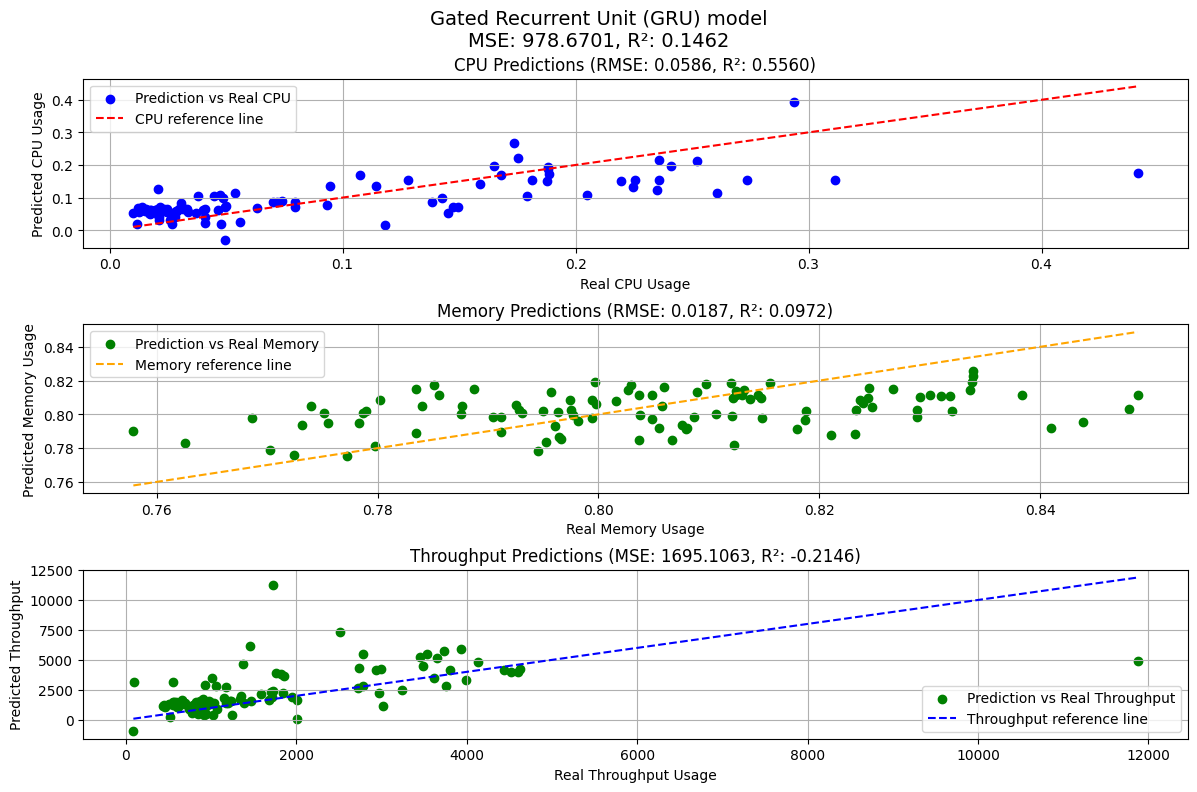 Gated Recurrent Unit (GRU) model
MSE: 978.6701, R²: 0.1462
CPU Predictions (RMSE: 0.0586, R²: 0.5560)
Predicted CPU Usage
0.4
0.3
0.2
0.1
0.0
Prediction vs Real CPU
CPU reference line
0.0 0.1 0.2 0.3 0.4
Real CPU Usage
Memory Predictions (RMSE: 0.0187, R²: 0.0972)
Predicted Memory Usage
0.84
0.82
0.80
0.78
0.76
Prediction vs Real Memory
Memory reference line
0.76 0.78 0.80 0.82 0.84
Real Memory Usage
Throughput Predictions (MSE: 1695.1063, R²: -0.2146)
Predicted Throughput
12500
10000
7500
5000
2500
0
Prediction vs Real Throughput
Throughput reference line
0 2000 4000 6000 8000 10000 12000
Real Throughput Usage